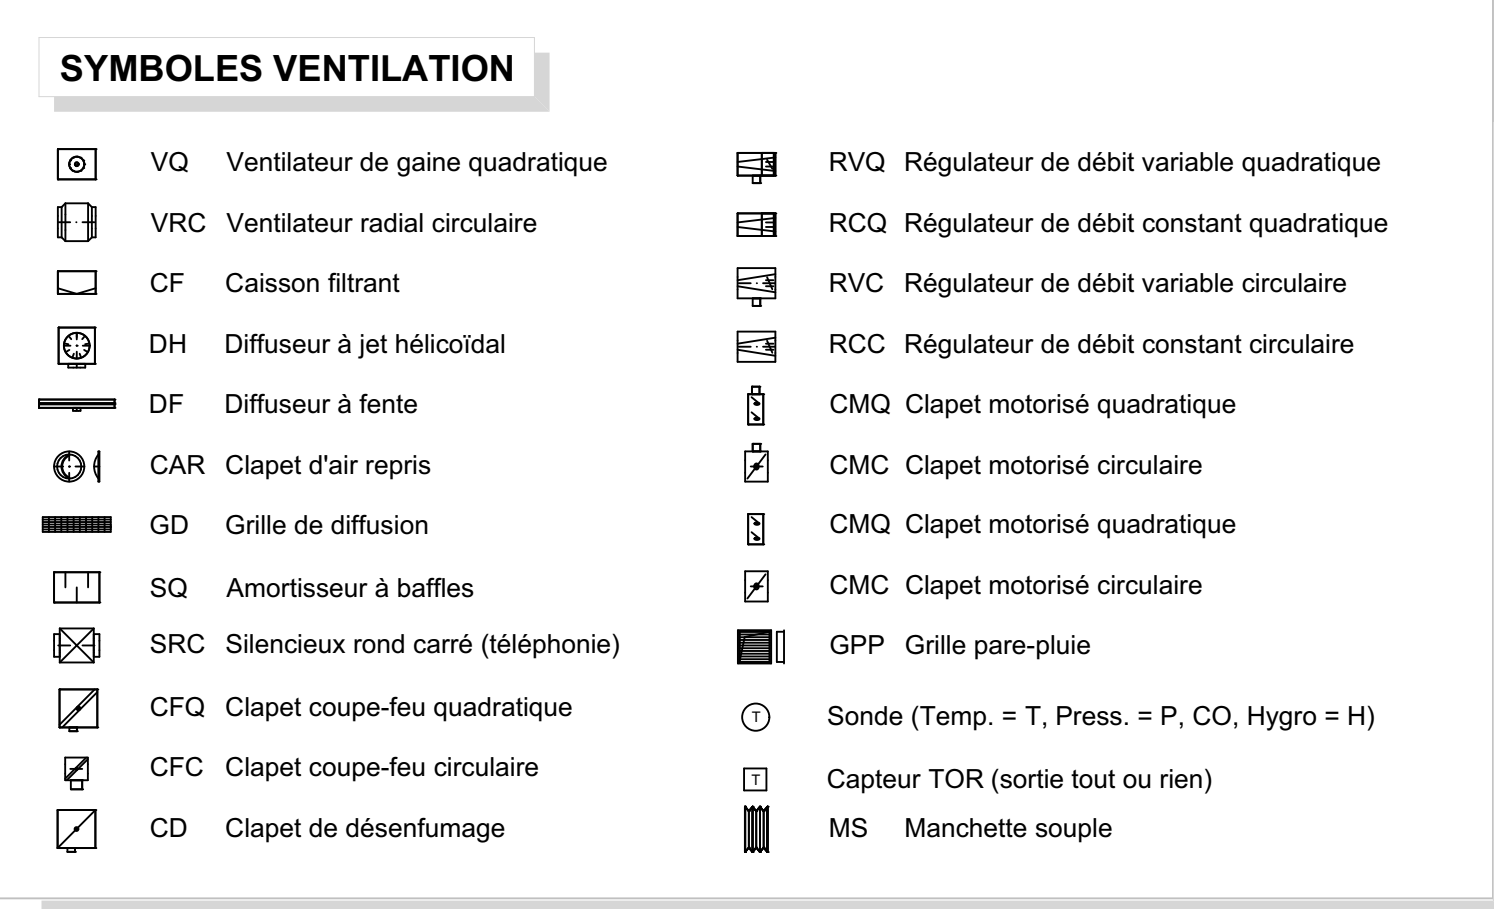 SYMBOLES VENTILATION
VQ Ventilateur de gaine quadratique
VRC Ventilateur radial circulaire
CF Caisson filtrant
DH Diffuseur à jet hélicoïdal
DF Diffuseur à fente
CAR Clapet d'air repris
GD Grille de diffusion
SQ Amortisseur à baffles
SRC Silencieux rond carré (téléphonie)
CFQ Clapet coupe-feu quadratique
CFC Clapet coupe-feu circulaire
CD Clapet de désenfumage
RVQ Régulateur de débit variable quadratique
RCQ Régulateur de débit constant quadratique
RVC Régulateur de débit variable circulaire
RCC Régulateur de débit constant circulaire
CMQ Clapet motorisé quadratique
CMC Clapet motorisé circulaire
CMQ Clapet motorisé quadratique
CMC Clapet motorisé circulaire
GPP Grille pare-pluie
T Sonde (Temp. = T, Press. = P, CO, Hygro = H)
T Capteur TOR (sortie tout ou rien)
MS Manchette souple